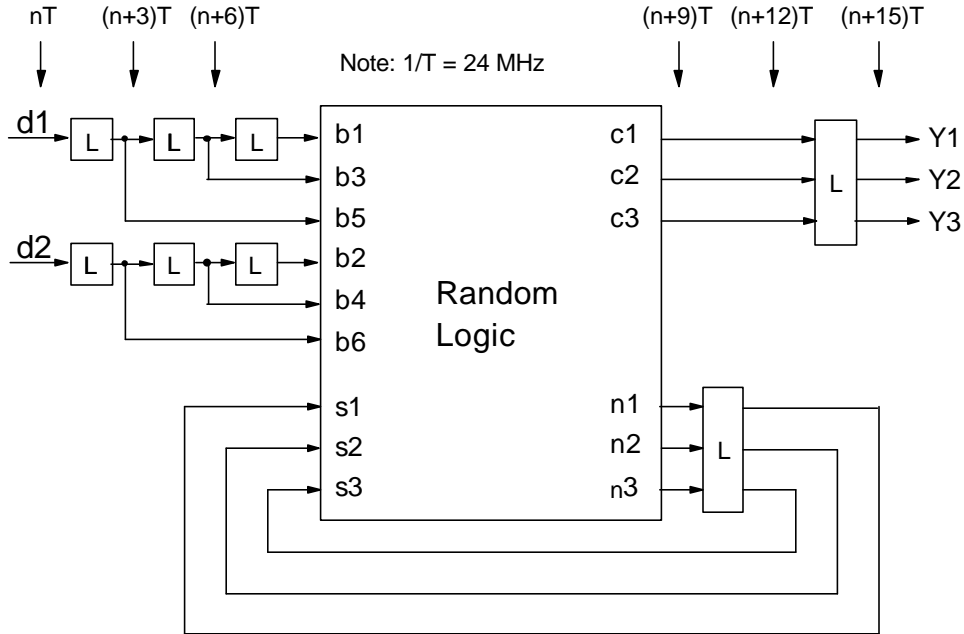 nT (n+3)T (n+6)T (n+9)T (n+12)T (n+15)T
Note: 1/T = 24 MHz
d1 L L L b1 c1 Y1
b3 c2 L Y2
b5 c3 Y3
d2 L L L b2
b4 Random
b6 Logic
s1 n1
s2 n2 L
s3 n3